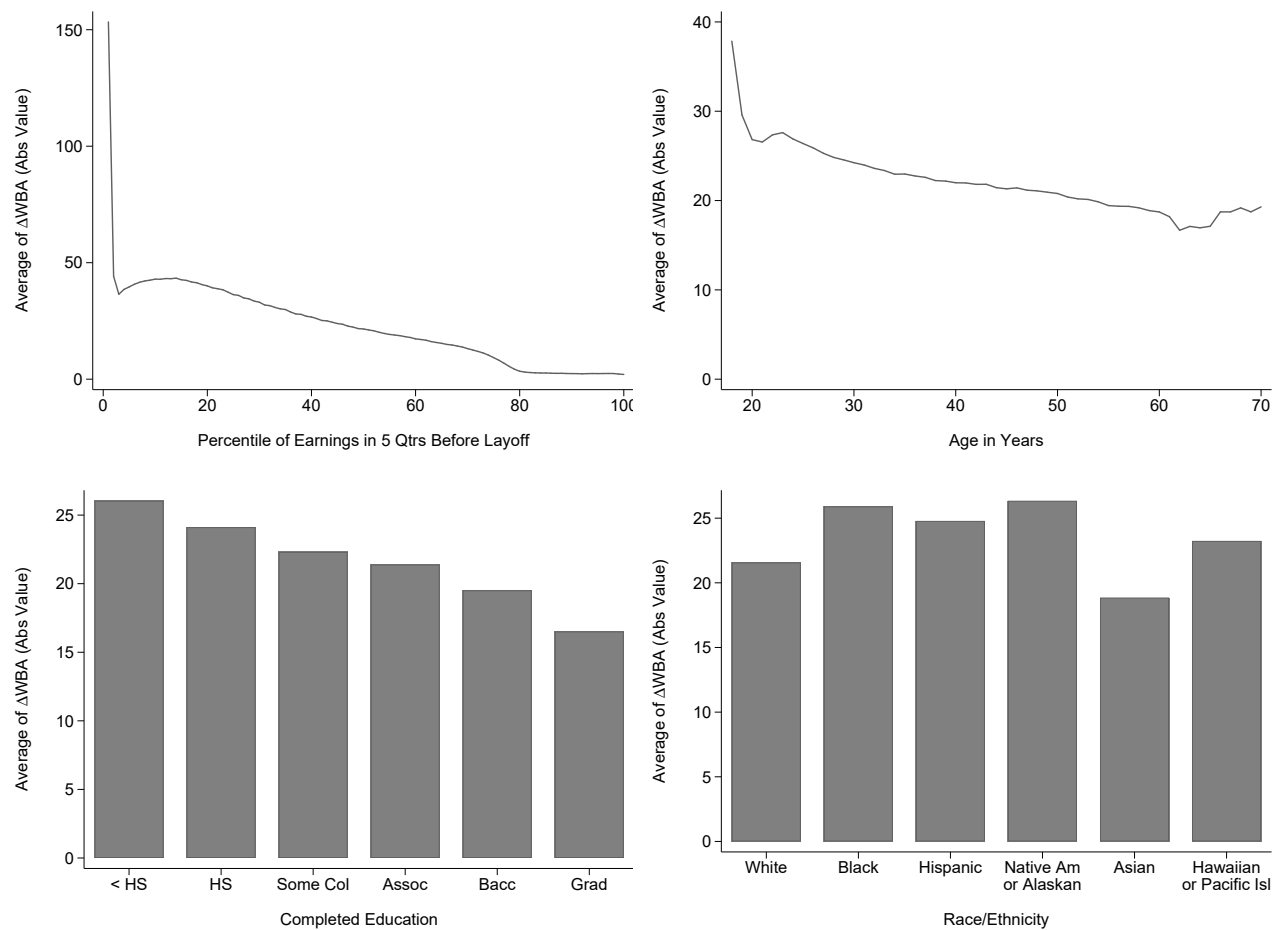 150
100
50
0
Average of ΔWBA (Abs Value)
0 20 40 60 80 100
Percentile of Earnings in 5 Qtrs Before Layoff
40
30
20
10
0
Average of ΔWBA (Abs Value)
20 30 40 50 60 70
Age in Years
25
20
15
10
5
0
Average of ΔWBA (Abs Value)
< HS HS Some Col Assoc Bacc Grad
Completed Education
25
20
15
10
5
0
Average of ΔWBA (Abs Value)
White Black Hispanic Native Am Asian Hawaiian
or Alaskan or Pacific Isl
Race/Ethnicity